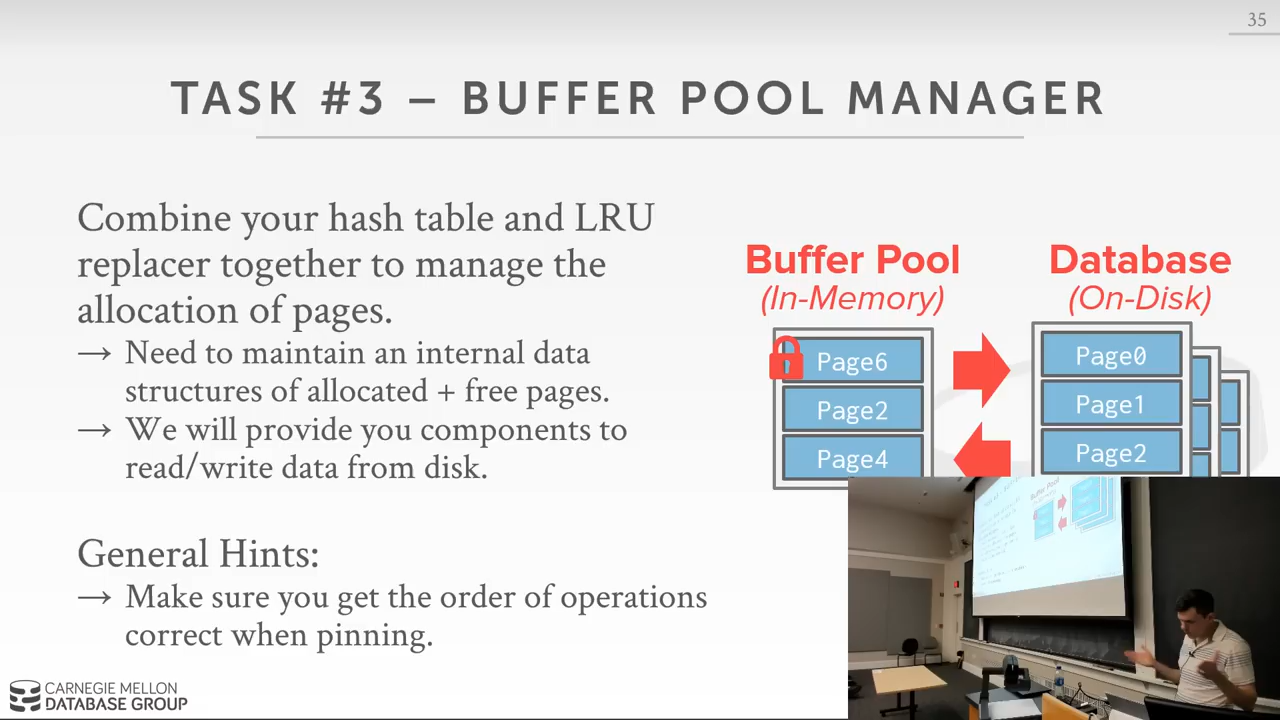 35
TASK #3 – BUFFER POOL MANAGER
Combine your hash table and LRU
replacer together to manage the
allocation of pages.
→ Need to maintain an internal data
structures of allocated + free pages.
→ We will provide you components to
read/write data from disk.
General Hints:
→ Make sure you get the order of operations
correct when pinning.
Buffer Pool
(In-Memory)
Page6
Page2
Page4
Database
(On-Disk)
Page0
Page1
Page2
CARNEGIE MELLON
DATABASE GROUP